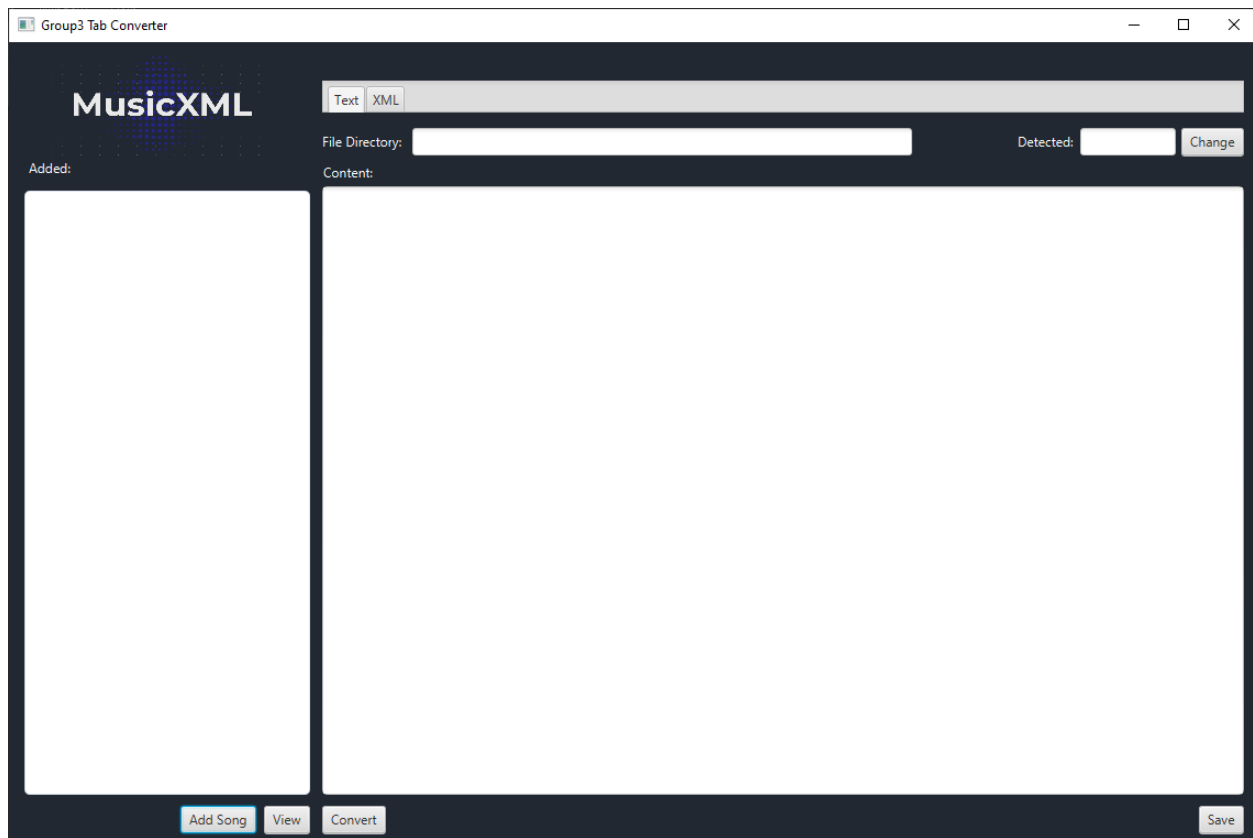 Group3 Tab Converter
MusicXML
Text XML
File Directory:
Detected:
Change
Added:
Content:
Add Song
View
Convert
Save